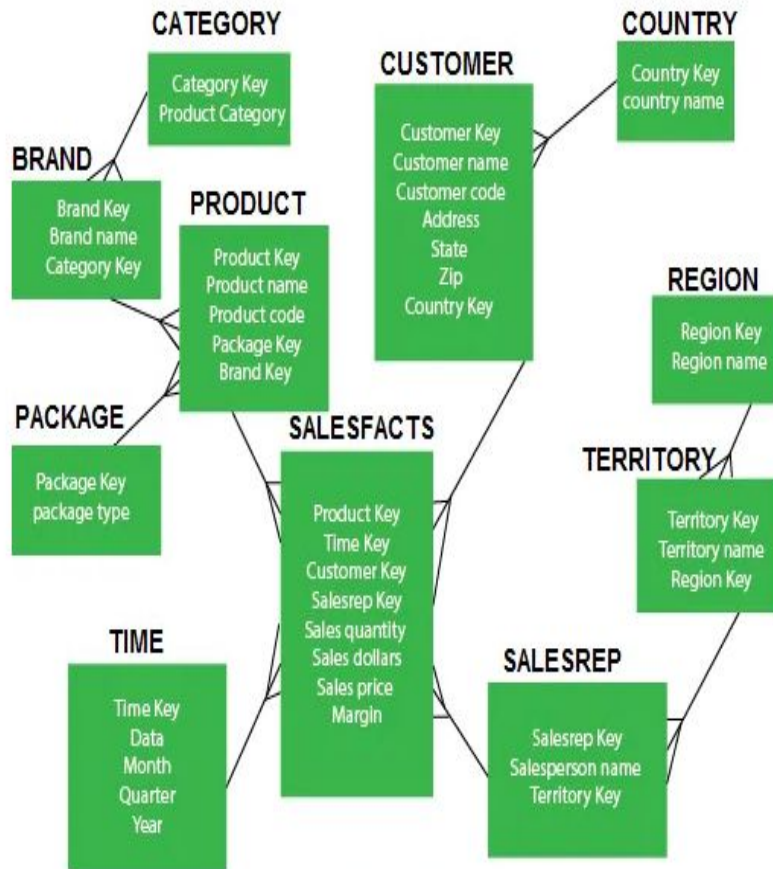 CATEGORY
Category Key
Product Category
BRAND
Brand Key
Brand name
Category Key
PRODUCT
Product Key
Product name
Product code
Package Key
Brand Key
PACKAGE
Package Key
package type
CUSTOMER
Customer Key
Customer name
Customer code
Address
State
Zip
Country Key
COUNTRY
Country Key
country name
REGION
Region Key
Region name
TERRITORY
Territory Key
Territory name
Region Key
SALESFACTS
Product Key
Time Key
Customer Key
Salesrep Key
Sales quantity
Sales dollars
Sales price
Margin
TIME
Time Key
Data
Month
Quarter
Year
SALESREP
Salesrep Key
Salesperson name
Territory Key